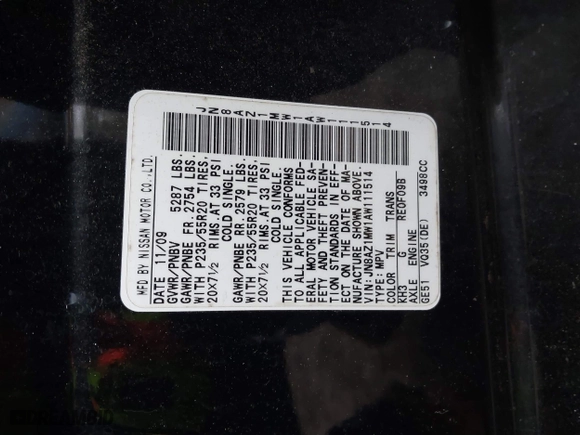 MFD BY NISSAN MOTOR CO.,LTD.
DATE 11/09
GVWR/PNBV 5287 LBS.
GAWR/PNBE FR. 2754 LBS.
WITH P235/55R20 TIRES,
20X7½ RIMS.AT 33 PSI
COLD SINGLE.
GAWR/PNBE RR. 2579 LBS.
WITH P235/55R20 TIRES,
20X7½ RIMS.AT 33 PSI
COLD SINGLE.
THIS VEHICLE CONFORMS
TO ALL APPLICABLE FED-
ERAL MOTOR VEHICLE SA-
FETY AND THEFT PREVEN-
TION STANDARDS IN EFF-
ECT ON THE DATE OF MA-
NUFACTURE SHOWN ABOVE.
VIN:JN8AZ1MW1AW111514
TYPE:MPV
COLOR TRIM TRANS
KH3 G RE0F09B
AXLE ENGINE
GE51 VQ35(DE) 3498CC
JN8AZ1MW1AW111514
DREAMBID